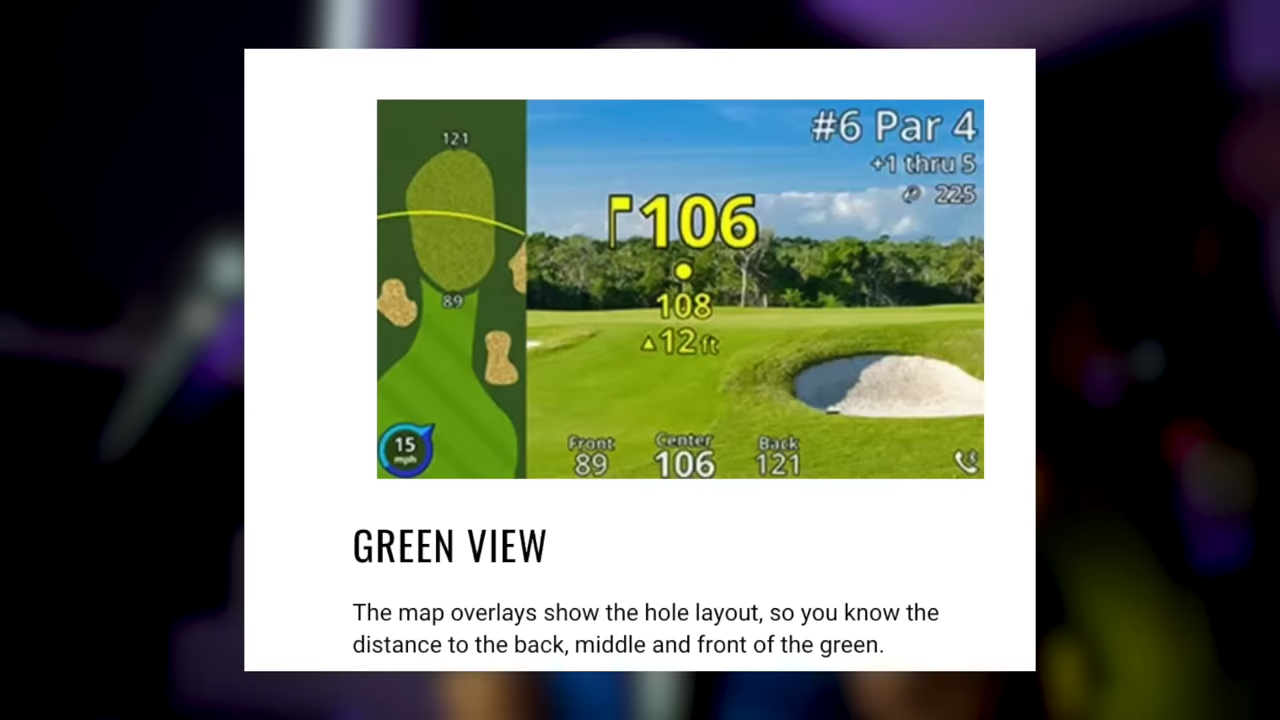 121
89
15
mph
#6 Par 4
+1 thru 5
225
106
108
▲12 ft
Front Center Back
89 106 121
GREEN VIEW
The map overlays show the hole layout, so you know the
distance to the back, middle and front of the green.